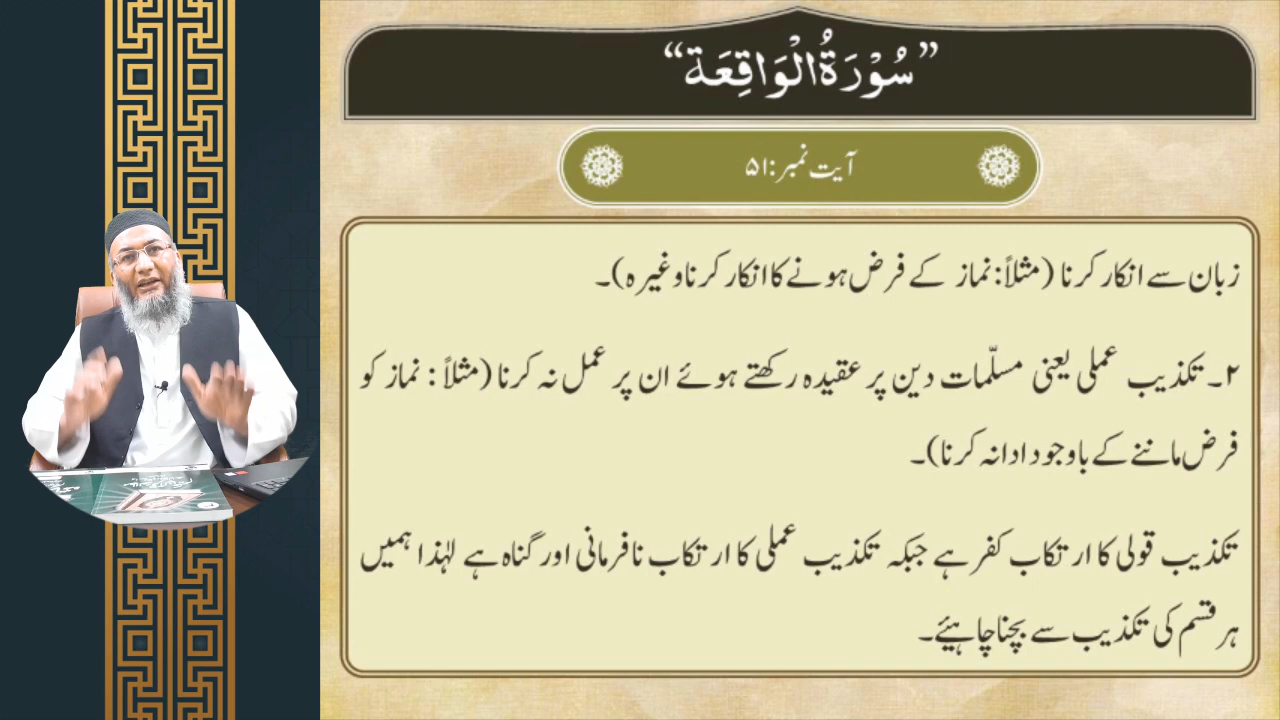 ”سُوْرَةُالْوَاقِعَة“
آیت نمبر:۵۱
زبان سے انکار کرنا (مثلاً: نماز کے فرض ہونے کا انکار کرنا وغیرہ)۔
۲۔ تکذیب عملی یعنی مسلّمات دین پر عقیدہ رکھتے ہوئے ان پر عمل نہ کرنا (مثلاً : نماز کو
فرض ماننے کے باوجود ادا نہ کرنا)۔
تکذیب قولی کا ارتکاب کفر ہے جبکہ تکذیب عملی کا ارتکاب نافرمانی اور گناہ ہے لہٰذا ہمیں
ہر قسم کی تکذیب سے بچنا چاہیئے۔